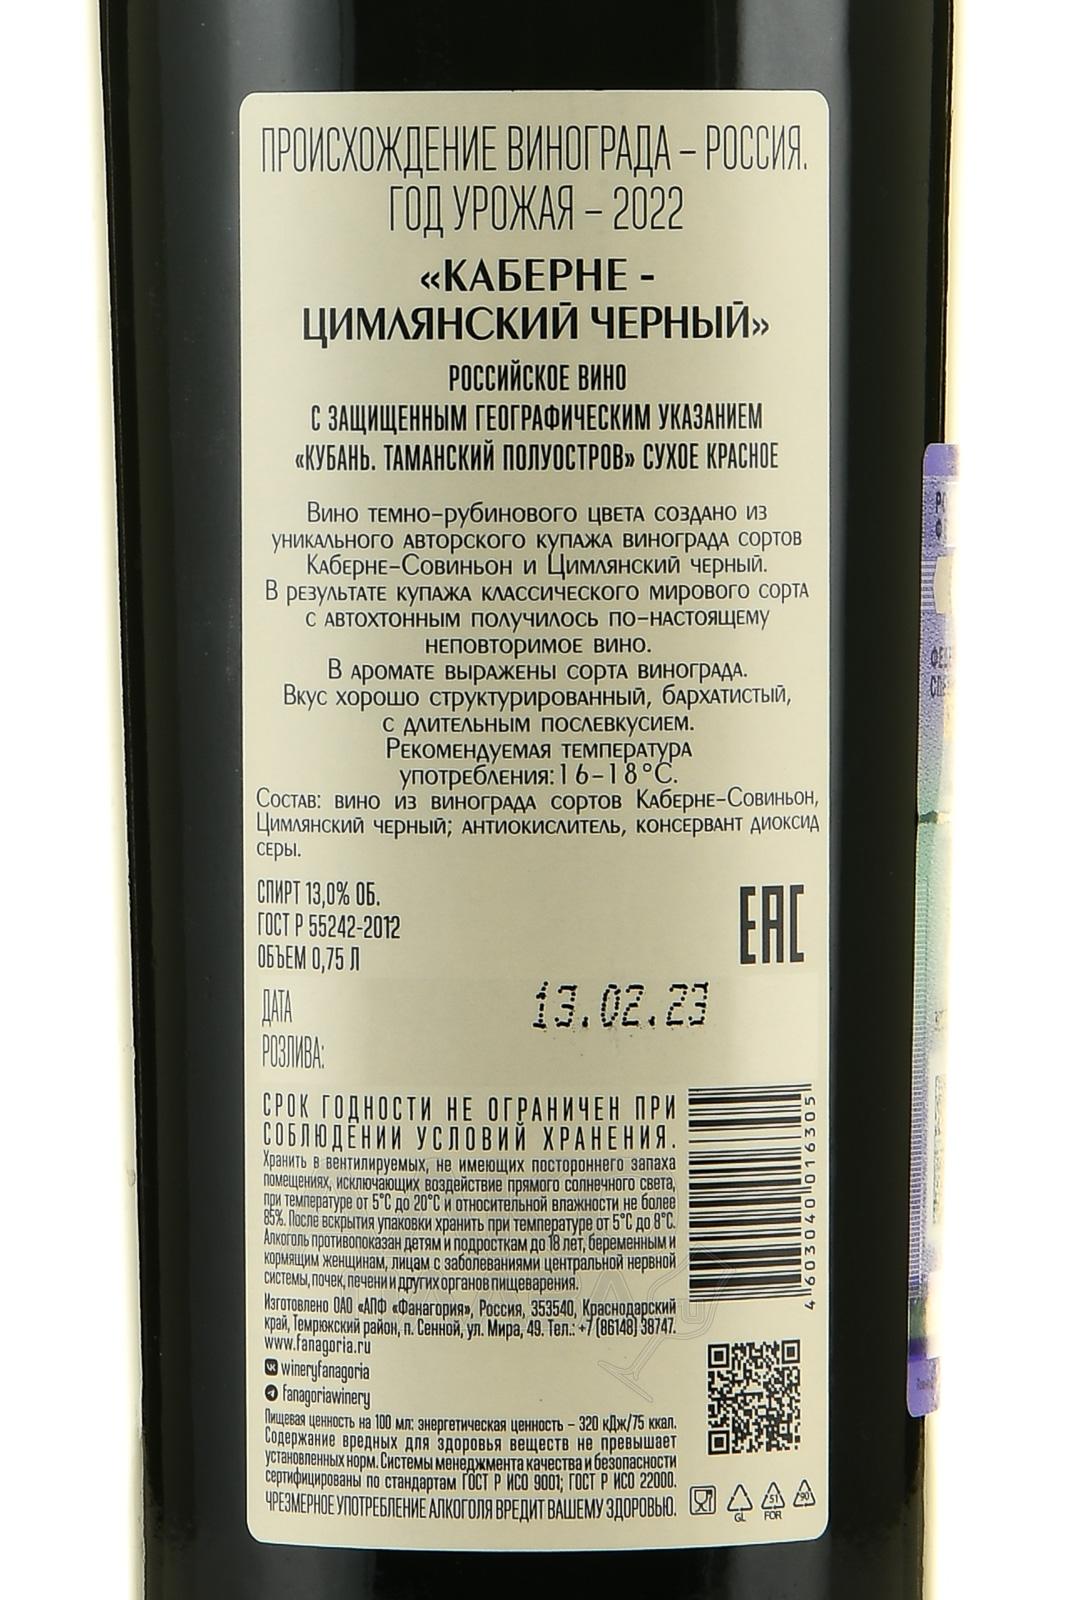 ПРОИСХОЖДЕНИЕ ВИНОГРАДА – РОССИЯ.
ГОД УРОЖАЯ – 2022
«КАБЕРНЕ -
ЦИМЛЯНСКИЙ ЧЕРНЫЙ»
РОССИЙСКОЕ ВИНО
С ЗАЩИЩЕННЫМ ГЕОГРАФИЧЕСКИМ УКАЗАНИЕМ
«КУБАНЬ. ТАМАНСКИЙ ПОЛУОСТРОВ» СУХОЕ КРАСНОЕ
Вино темно-рубинового цвета создано из
уникального авторского купажа винограда сортов
Каберне-Совиньон и Цимлянский черный.
В результате купажа классического мирового сорта
с автохтонным получилось по-настоящему
неповторимое вино.
В аромате выражены сорта винограда.
Вкус хорошо структурированный, бархатистый,
с длительным послевкусием.
Рекомендуемая температура
употребления: 16-18°С.
Состав: вино из винограда сортов Каберне-Совиньон,
Цимлянский черный; антиокислитель, консервант диоксид
серы.
СПИРТ 13,0% ОБ.
ГОСТ Р 55242-2012
ОБЪЕМ 0,75 Л
EAC
ДАТА
РОЗЛИВА:
13.02.23
СРОК ГОДНОСТИ НЕ ОГРАНИЧЕН ПРИ
СОБЛЮДЕНИИ УСЛОВИЙ ХРАНЕНИЯ.
Хранить в вентилируемых, не имеющих постороннего запаха
помещениях, исключающих воздействие прямого солнечного света,
при температуре от 5°С до 20°С и относительной влажности не более
85%. После вскрытия упаковки хранить при температуре от 5°С до 8°С.
Алкоголь противопоказан детям и подросткам до 18 лет, беременным и
кормящим женщинам, лицам с заболеваниями центральной нервной
системы, почек, печени и других органов пищеварения.
Изготовлено ОАО «АПФ «Фанагория», Россия, 353540, Краснодарский
край, Темрюкский район, п. Сенной, ул. Мира, 49. Тел.: +7 (86148) 38747.
www.fanagoria.ru
wineryfanagoria
fanagoriawinery
Пищевая ценность на 100 мл: энергетическая ценность – 320 кДж/75 ккал.
Содержание вредных для здоровья веществ не превышает
установленных норм. Системы менеджмента качества и безопасности
сертифицированы по стандартам ГОСТ Р ИСО 9001; ГОСТ Р ИСО 22000.
ЧРЕЗМЕРНОЕ УПОТРЕБЛЕНИЕ АЛКОГОЛЯ ВРЕДИТ ВАШЕМУ ЗДОРОВЬЮ.
4603040016305
GL
51
FOR
90